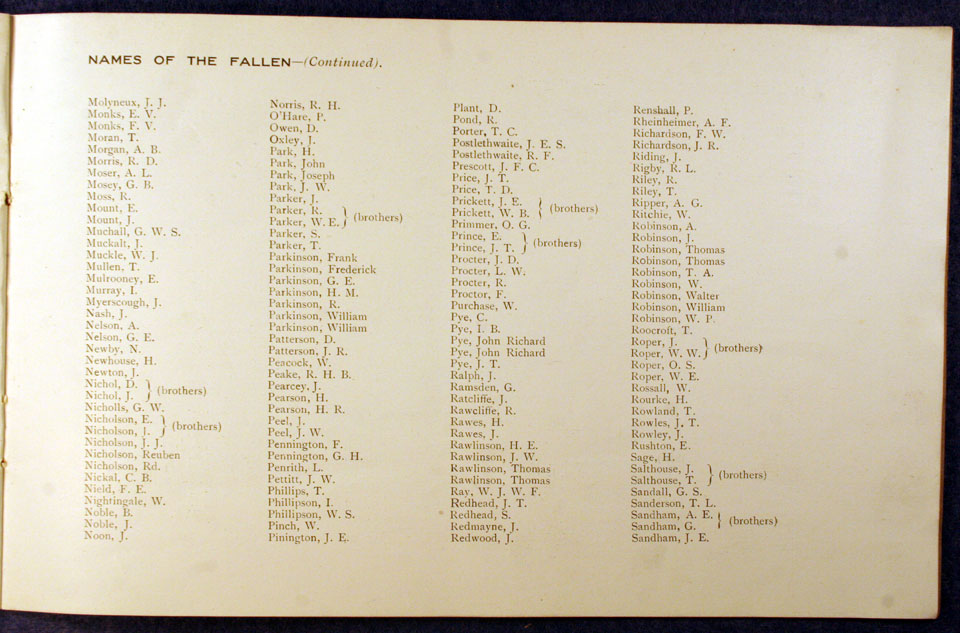 NAMES OF THE FALLEN—(Continued).
Molyneux, J. J.
Monks, E. V.
Monks, F. V.
Moran, T.
Morgan, A. B.
Morris, R. D.
Moser, A. L.
Mosey, G. B.
Moss, R.
Mount, E.
Mount, J.
Muchall, G. W. S.
Muckalt, J.
Muckle, W. J.
Mullen, T.
Mulrooney, E.
Murray, I.
Myerscough, J.
Nash, J.
Nelson, A.
Nelson, G. E.
Newby, N.
Newhouse, H.
Newton, J.
Nichol, D. } (brothers)
Nichol, J.
Nicholls, G. W.
Nicholson, E. } (brothers)
Nicholson, J.
Nicholson, J. J.
Nicholson, Reuben
Nicholson, Rd.
Nickal, C. B.
Nield, F. E.
Nightingale, W.
Noble, B.
Noble, J.
Noon, J.
Norris, R. H.
O'Hare, P.
Owen, D.
Oxley, J.
Park, H.
Park, John
Park, Joseph
Park, J. W.
Parker, J.
Parker, R. } (brothers)
Parker, W. E.
Parker, S.
Parker, T.
Parkinson, Frank
Parkinson, Frederick
Parkinson, G. E.
Parkinson, H. M.
Parkinson, R.
Parkinson, William
Parkinson, William
Patterson, D.
Patterson, J. R.
Peacock, W.
Peake, R. H. B.
Pearcey, J.
Pearson, H.
Pearson, H. R.
Peel, J.
Peel, J. W.
Pennington, F.
Pennington, G. H.
Penrith, L.
Pettitt, J. W.
Phillips, T.
Phillipson, I.
Phillipson, W. S.
Pinch, W.
Pinington, J. E.
Plant, D.
Pond, R.
Porter, T. C.
Postlethwaite, J. E. S.
Postlethwaite, R. F.
Prescott, J. F. C.
Price, J. T.
Price, T. D.
Prickett, J. E. } (brothers)
Prickett, W. B.
Primmer, O. G.
Prince, E. } (brothers)
Prince, J. T.
Procter, J. D.
Procter, L. W.
Procter, R.
Proctor, F.
Purchase, W.
Pye, C.
Pye, I. B.
Pye, John Richard
Pye, John Richard
Pye, J. T.
Ralph, J.
Ramsden, G.
Ratcliffe, J.
Rawcliffe, R.
Rawes, H.
Rawes, J.
Rawlinson, H. E.
Rawlinson, J. W.
Rawlinson, Thomas
Rawlinson, Thomas
Ray, W. J. W. F.
Redhead, J. T.
Redhead, S.
Redmayne, J.
Redwood, J.
Renshall, P.
Rheinheimer, A. F.
Richardson, F. W.
Richardson, J. R.
Riding, J.
Rigby, R. L.
Riley, R.
Riley, T.
Ripper, A. G.
Ritchie, W.
Robinson, A.
Robinson, J.
Robinson, Thomas
Robinson, Thomas
Robinson, T. A.
Robinson, W.
Robinson, Walter
Robinson, William
Robinson, W. P.
Roocroft, T.
Roper, J. } (brothers)
Roper, W. W.
Roper, O. S.
Roper, W. E.
Rossall, W.
Rourke, H.
Rowland, T.
Rowles, J. T.
Rowley, J.
Rushton, E.
Sage, H.
Salthouse, J. } (brothers)
Salthouse, T.
Sandall, G. S.
Sanderson, T. L.
Sandham, A. E. } (brothers)
Sandham, G.
Sandham, J. E.